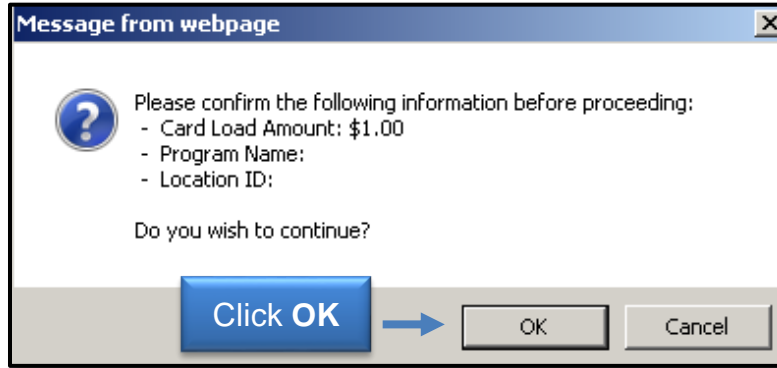 Message from webpage
Please confirm the following information before proceeding:
- Card Load Amount: $1.00
- Program Name:
- Location ID:
Do you wish to continue?
Click OK
OK
Cancel